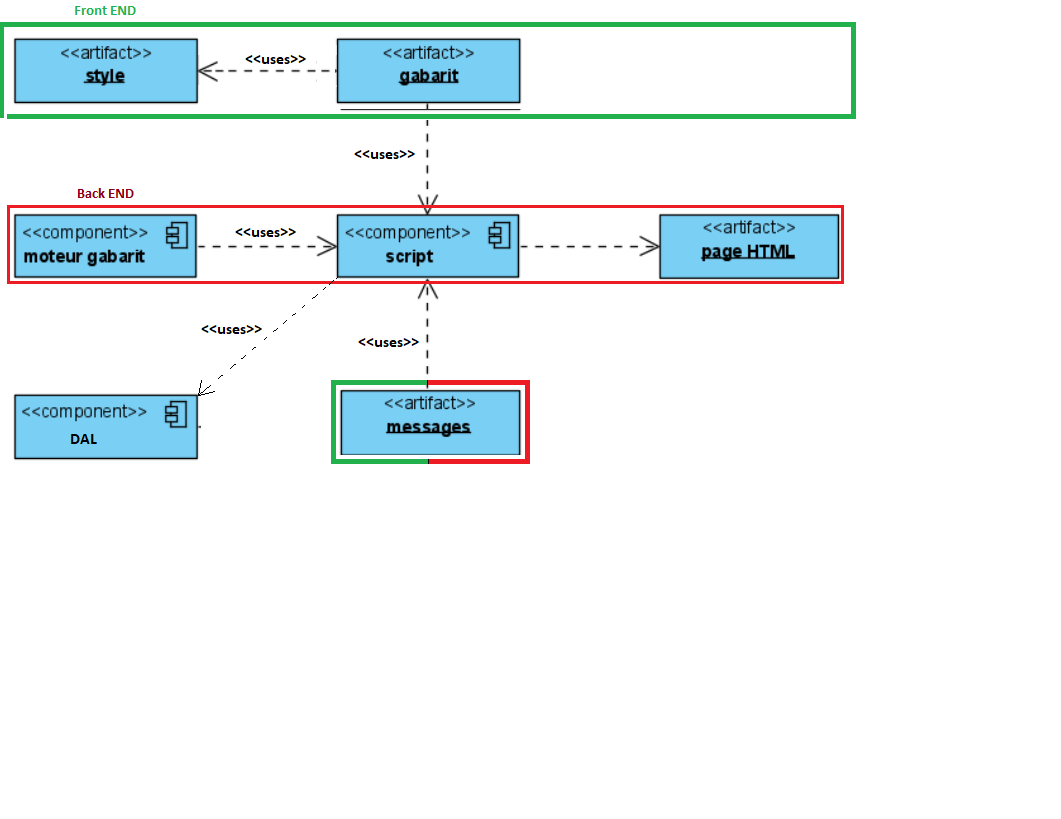 Front END
<<artifact>>
style
<<uses>>
<<artifact>>
gabarit
<<uses>>
Back END
<<component>>
moteur gabarit
<<uses>>
<<component>>
script
<<artifact>>
page HTML
<<uses>>
<<uses>>
<<component>>
DAL
<<artifact>>
messages